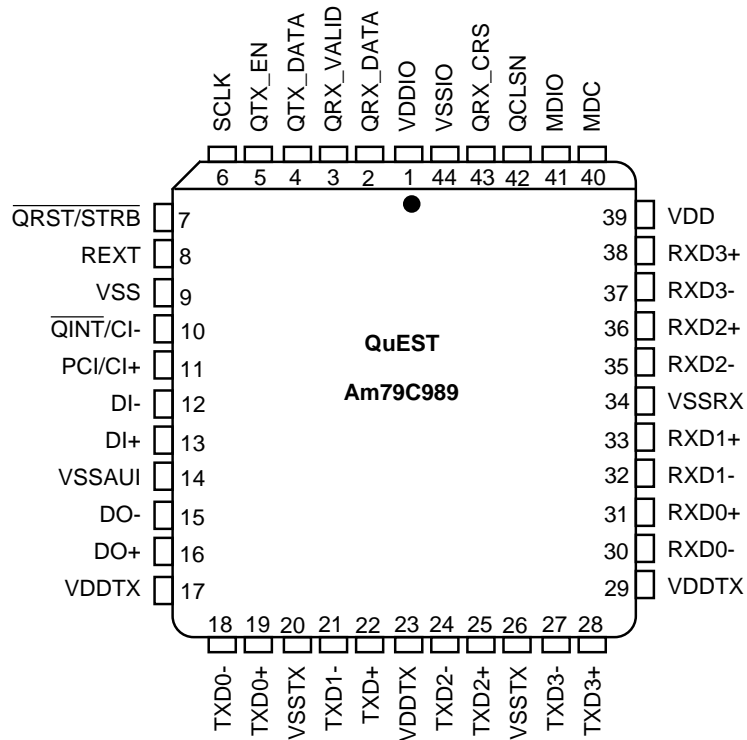 SCLK
QTX_EN
QTX_DATA
QRX_VALID
QRX_DATA
VDDIO
VSSIO
QRX_CRS
QCLSN
MDIO
MDC
6 5 4 3 2 1 44 43 42 41 40
QRST/STRB 7
REXT 8
VSS 9
QINT/CI- 10
PCI/CI+ 11
DI- 12
DI+ 13
VSSAUI 14
DO- 15
DO+ 16
VDDTX 17
QuEST
Am79C989
39 VDD
38 RXD3+
37 RXD3-
36 RXD2+
35 RXD2-
34 VSSRX
33 RXD1+
32 RXD1-
31 RXD0+
30 RXD0-
29 VDDTX
18 19 20 21 22 23 24 25 26 27 28
TXD0-
TXD0+
VSSTX
TXD1-
TXD+
VDDTX
TXD2-
TXD2+
VSSTX
TXD3-
TXD3+